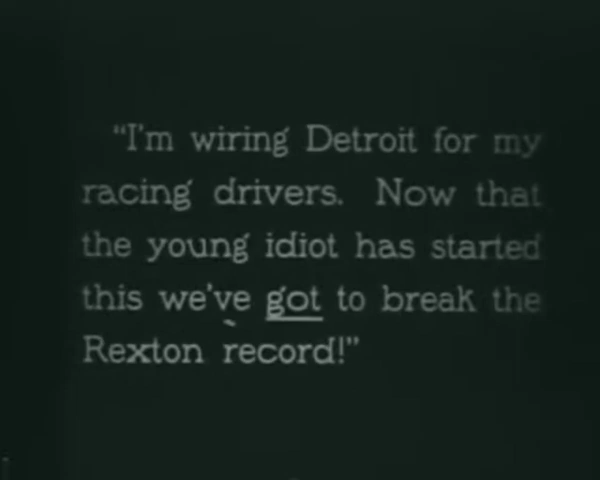 "I'm wiring Detroit for my
racing drivers. Now that
the young idiot has started
this we've got to break the
Rexton record!"